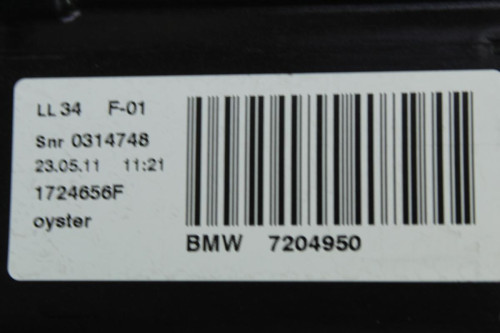 LL 34 F-01
Snr 0314748
23.05.11 11:21
1724656F
oyster
BMW 7204950